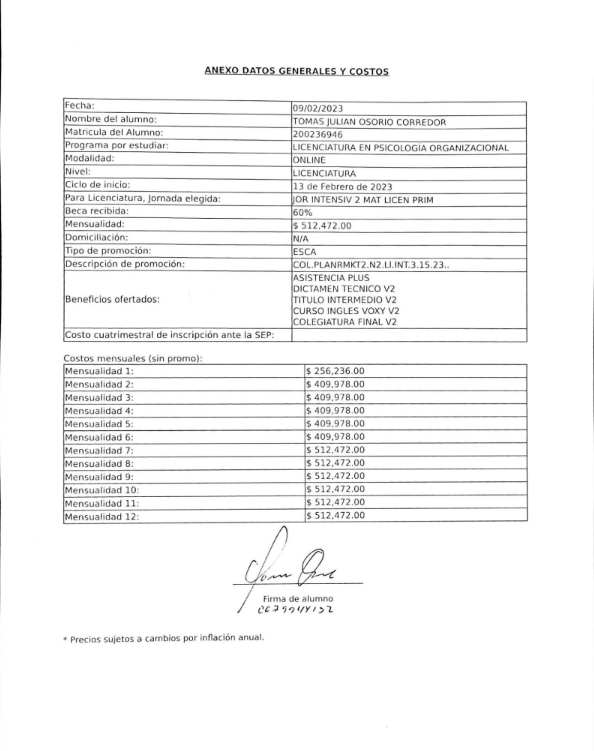 ANEXO DATOS GENERALES Y COSTOS
Fecha: 09/02/2023
Nombre del alumno: TOMAS JULIAN OSORIO CORREDOR
Matricula del Alumno: 200236946
Programa por estudiar: LICENCIATURA EN PSICOLOGÍA ORGANIZACIONAL
Modalidad: ONLINE
Nivel: LICENCIATURA
Ciclo de inicio: 13 de Febrero de 2023
Para Licenciatura, Jornada elegida: JOR INTENSIV 2 MAT LICEN PRIM
Beca recibida: 60%
Mensualidad: $ 512,472.00
Domiciliación: N/A
Tipo de promoción: ESCA
Descripción de promoción: COL.PLANRMKT2.N2.LI.INT.3.15.23..
Beneficios ofertados:
ASISTENCIA PLUS
DICTAMEN TECNICO V2
TITULO INTERMEDIO V2
CURSO INGLES VOXY V2
COLEGIATURA FINAL V2
Costo cuatrimestral de inscripción ante la SEP:
Costos mensuales (sin promo):
Mensualidad 1: $ 256,236.00
Mensualidad 2: $ 409,978.00
Mensualidad 3: $ 409,978.00
Mensualidad 4: $ 409,978.00
Mensualidad 5: $ 409,978.00
Mensualidad 6: $ 409,978.00
Mensualidad 7: $ 512,472.00
Mensualidad 8: $ 512,472.00
Mensualidad 9: $ 512,472.00
Mensualidad 10: $ 512,472.00
Mensualidad 11: $ 512,472.00
Mensualidad 12: $ 512,472.00
Firma de alumno
* Precios sujetos a cambios por inflación anual.